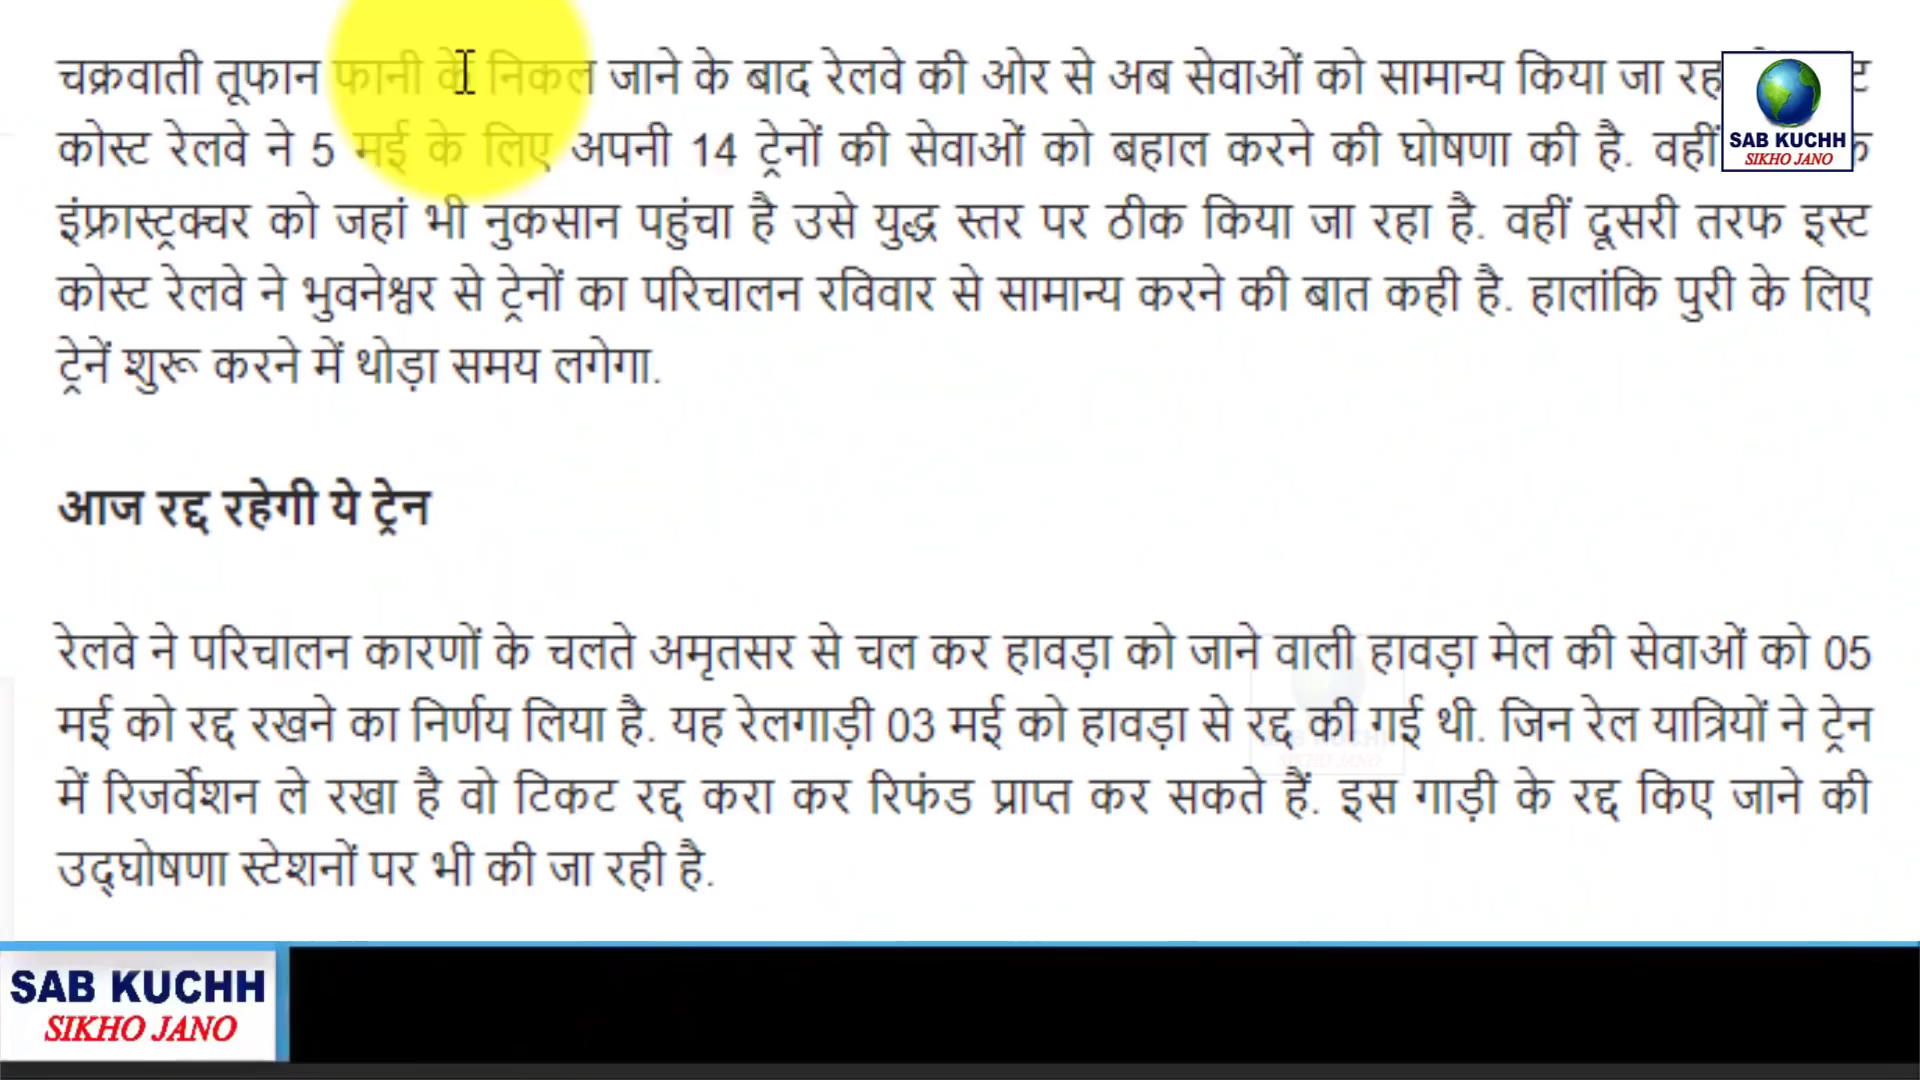 चक्रवाती तूफान फानी के निकल जाने के बाद रेलवे की ओर से अब सेवाओं को सामान्य किया जा
SAB KUCHH
SIKHO JANO
कोस्ट रेलवे ने 5 मई के लिए अपनी 14 ट्रेनों की सेवाओं को बहाल करने की घोषणा की है. वहीं
इंफ्रास्ट्रक्चर को जहां भी नुकसान पहुंचा है उसे युद्ध स्तर पर ठीक किया जा रहा है. वहीं दूसरी तरफ इस्ट
कोस्ट रेलवे ने भुवनेश्वर से ट्रेनों का परिचालन रविवार से सामान्य करने की बात कही है. हालांकि पुरी के लिए
ट्रेनें शुरू करने में थोड़ा समय लगेगा.
आज रद्द रहेगी ये ट्रेन
रेलवे ने परिचालन कारणों के चलते अमृतसर से चल कर हावड़ा को जाने वाली हावड़ा मेल की सेवाओं को 05
मई को रद्द रखने का निर्णय लिया है. यह रेलगाड़ी 03 मई को हावड़ा से रद्द की गई थी. जिन रेल यात्रियों ने ट्रेन
में रिजर्वेशन ले रखा है वो टिकट रद्द करा कर रिफंड प्राप्त कर सकते हैं. इस गाड़ी के रद्द किए जाने की
उद्घोषणा स्टेशनों पर भी की जा रही है.
SAB KUCHH
SIKHO JANO